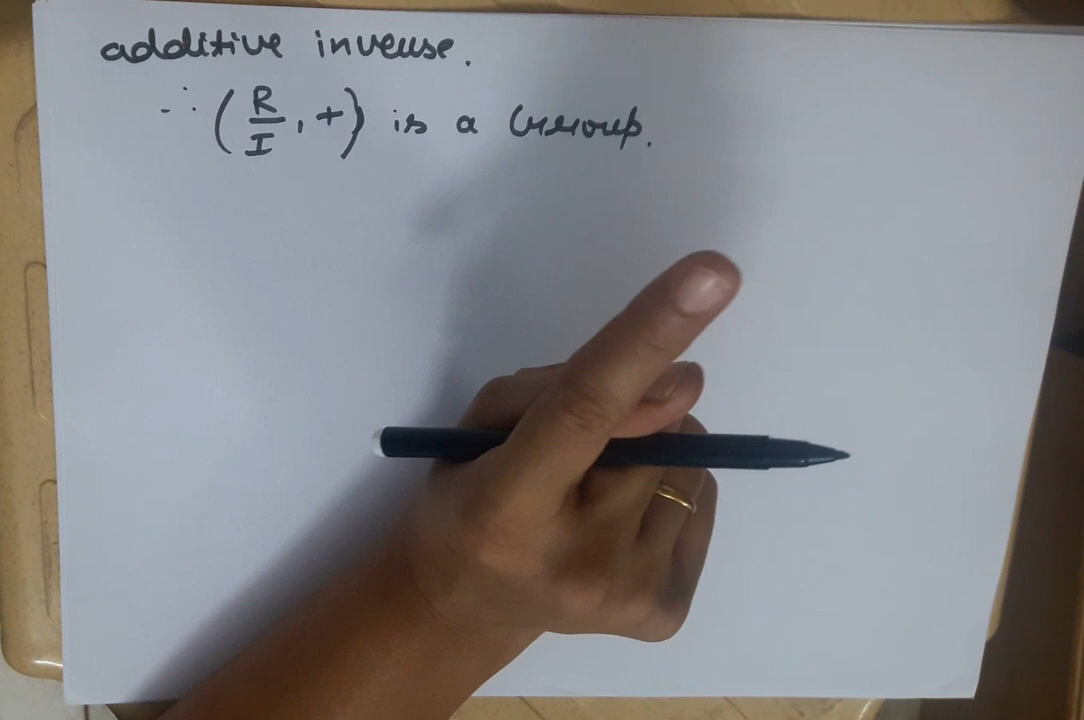 additive inverse.
∴ (R/I, +) is a Group.